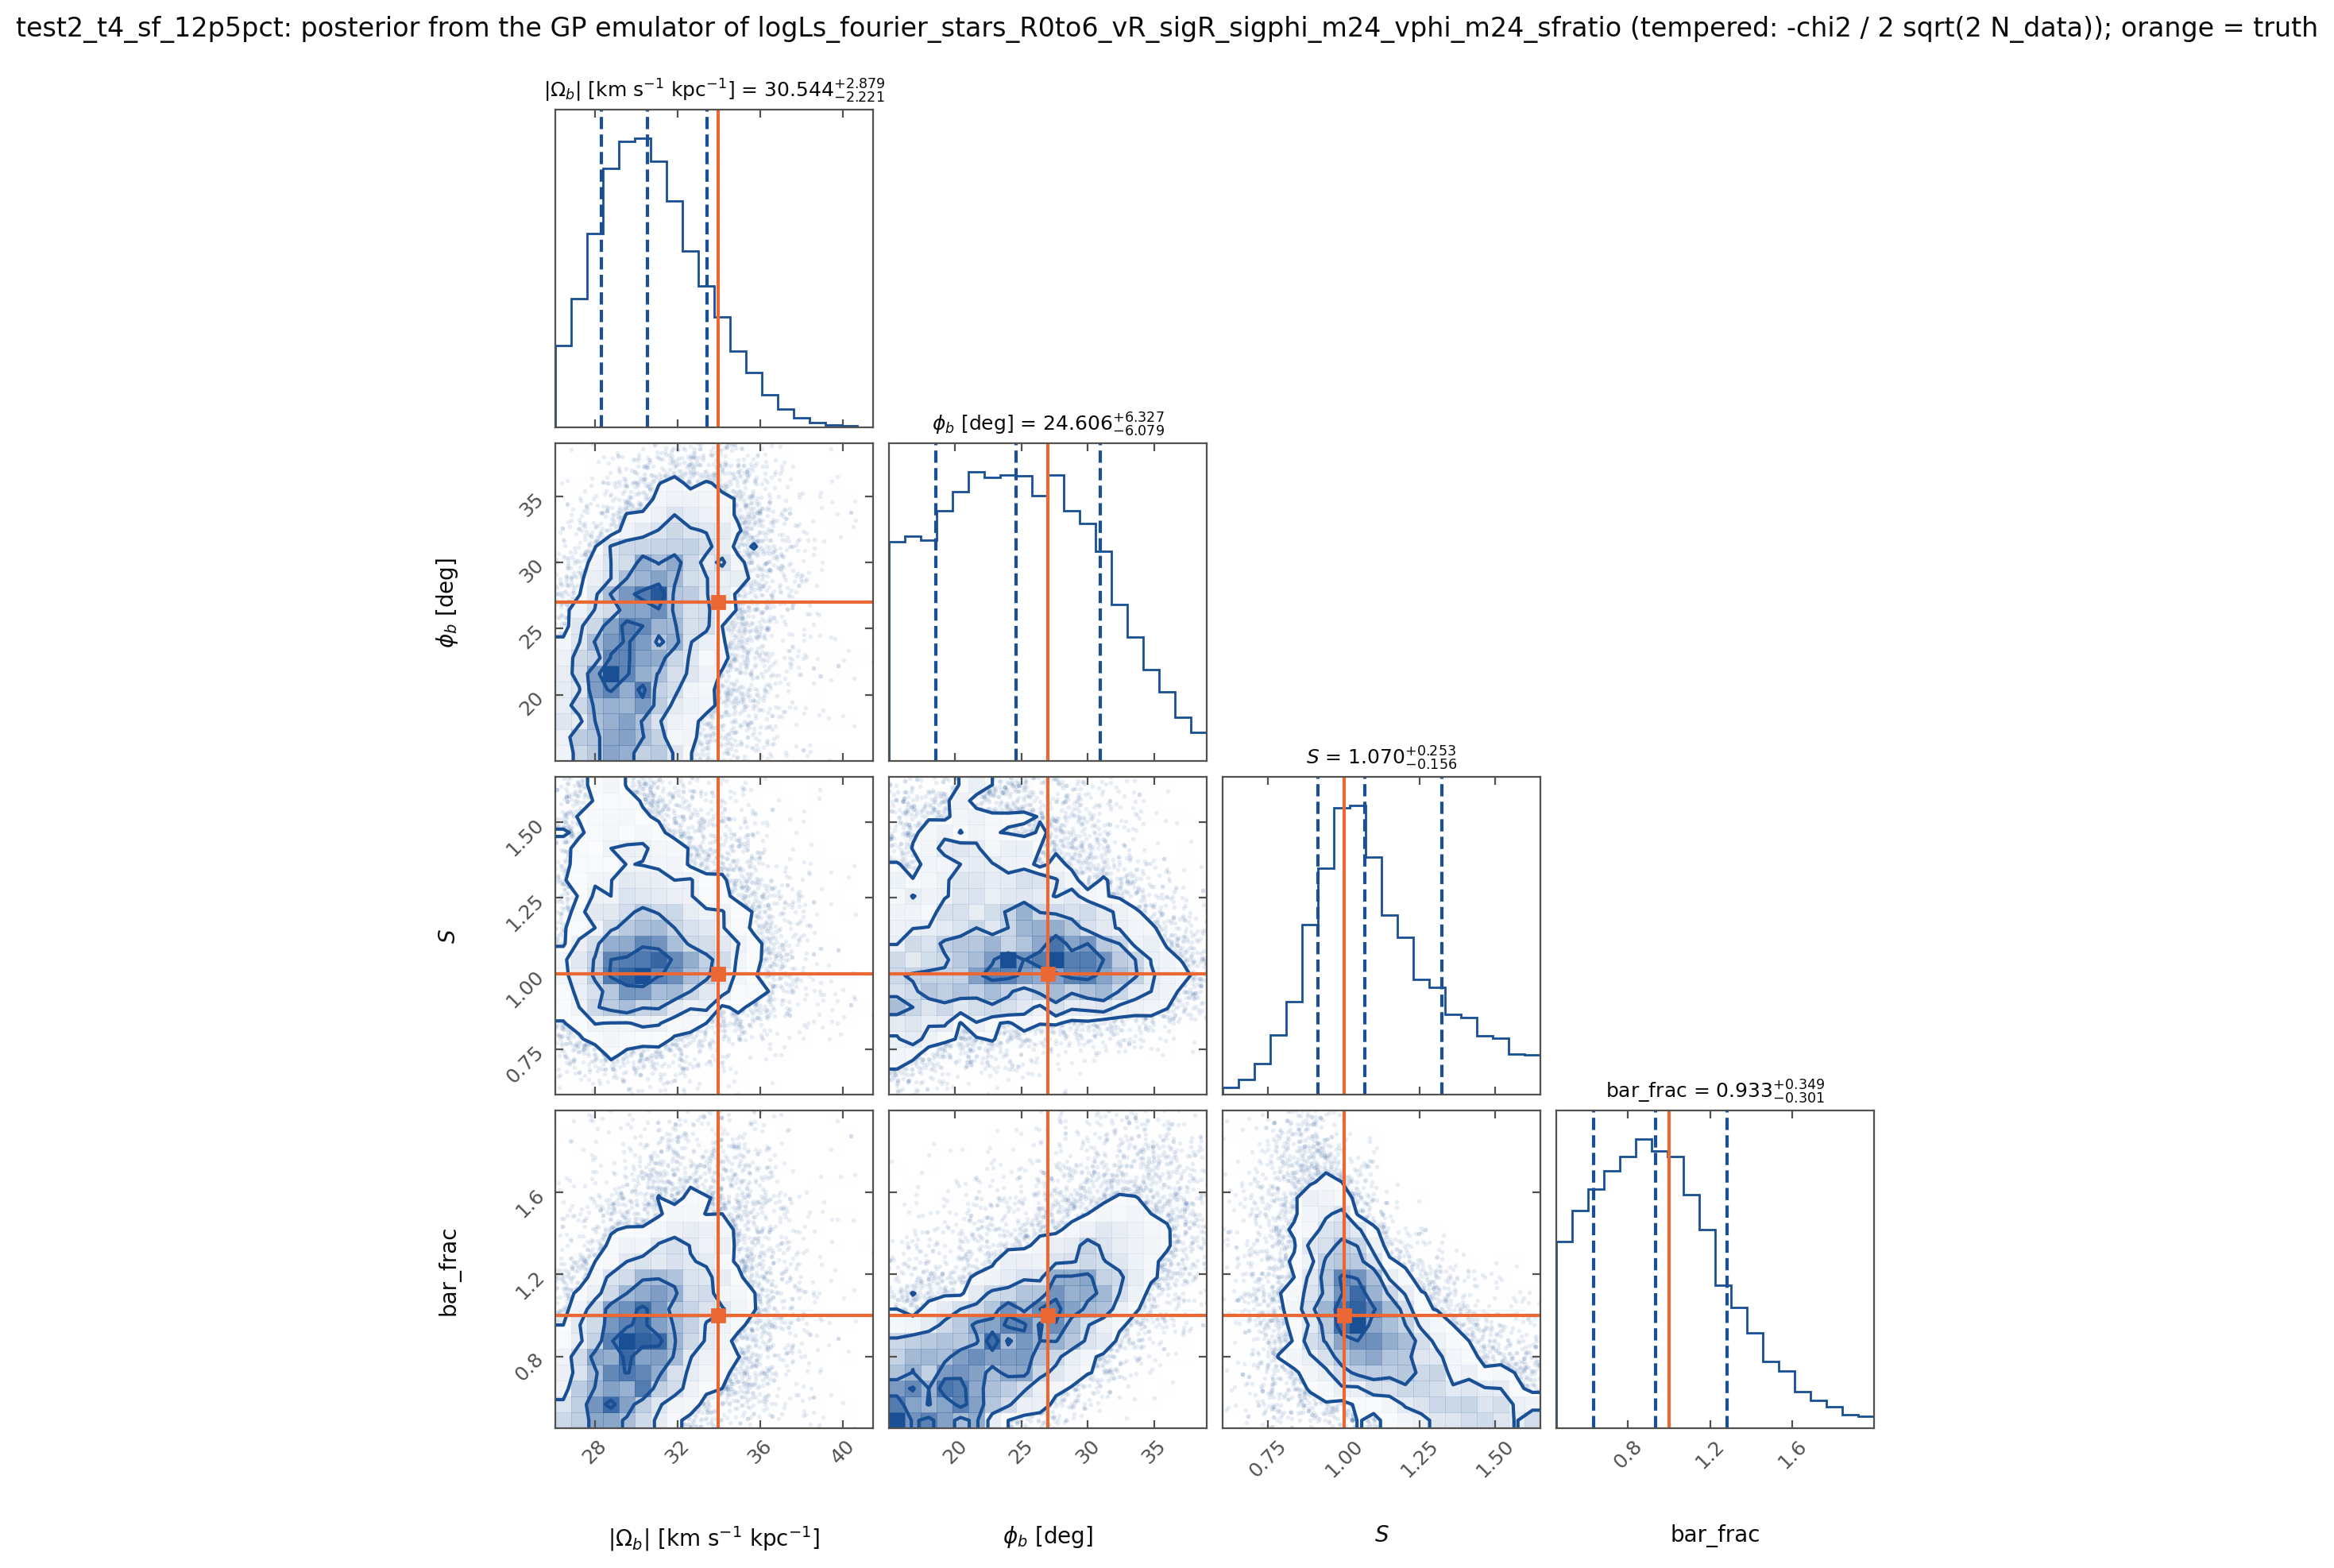 test2_t4_sf_12p5pct: posterior from the GP emulator of logLs_fourier_stars_R0to6_vR_sigR_sigphi_m24_vphi_m24_sfratio (tempered: -chi2 / 2 sqrt(2 N_data)); orange = truth
|Ω_b| [km s⁻¹ kpc⁻¹] = 30.544 +2.879 −2.221
ϕ_b [deg] = 24.606 +6.327 −6.079
ϕ_b [deg]
35
30
25
20
S = 1.070 +0.253 −0.156
S
1.50
1.25
1.00
0.75
bar_frac = 0.933 +0.349 −0.301
bar_frac
1.6
1.2
0.8
28 32 36 40
20 25 30 35
0.75 1.00 1.25 1.50
0.8 1.2 1.6
|Ω_b| [km s⁻¹ kpc⁻¹]
ϕ_b [deg]
S
bar_frac